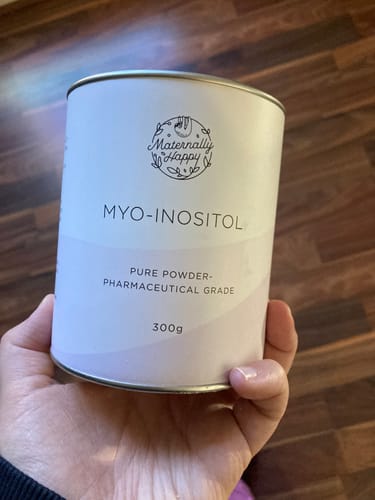 Maternally
Happy
MYO-INOSITOL
PURE POWDER-
PHARMACEUTICAL GRADE
300g